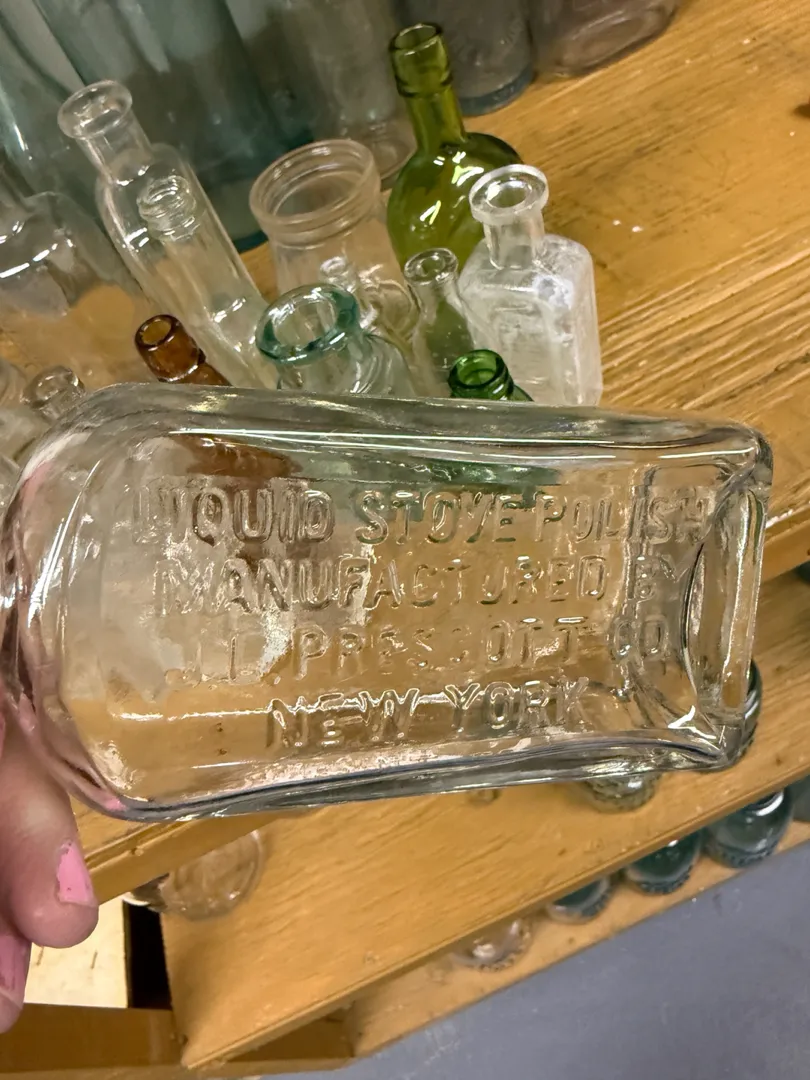 LIQUID STOVE POLISH
MANUFACTURED BY
J.L. PRESCOTT CO.
NEW YORK